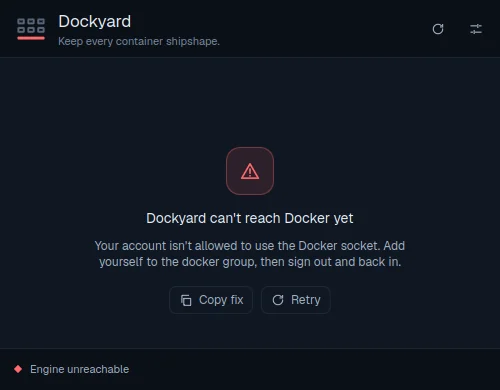 Dockyard
Keep every container shipshape.
Dockyard can't reach Docker yet
Your account isn't allowed to use the Docker socket. Add
yourself to the docker group, then sign out and back in.
Copy fix
Retry
Engine unreachable